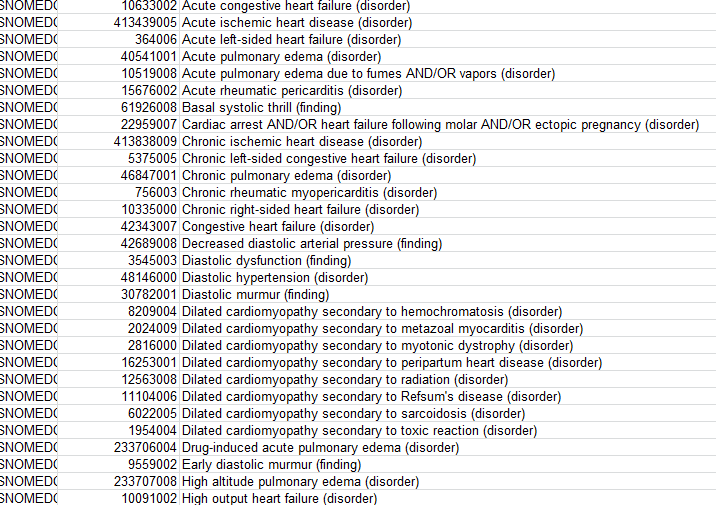 SNOMEDC 10633002 Acute congestive heart failure (disorder)
SNOMEDC 413439005 Acute ischemic heart disease (disorder)
SNOMEDC 364006 Acute left-sided heart failure (disorder)
SNOMEDC 40541001 Acute pulmonary edema (disorder)
SNOMEDC 10519008 Acute pulmonary edema due to fumes AND/OR vapors (disorder)
SNOMEDC 15676002 Acute rheumatic pericarditis (disorder)
SNOMEDC 61926008 Basal systolic thrill (finding)
SNOMEDC 22959007 Cardiac arrest AND/OR heart failure following molar AND/OR ectopic pregnancy (disorder)
SNOMEDC 413838009 Chronic ischemic heart disease (disorder)
SNOMEDC 5375005 Chronic left-sided congestive heart failure (disorder)
SNOMEDC 46847001 Chronic pulmonary edema (disorder)
SNOMEDC 756003 Chronic rheumatic myopericarditis (disorder)
SNOMEDC 10335000 Chronic right-sided heart failure (disorder)
SNOMEDC 42343007 Congestive heart failure (disorder)
SNOMEDC 42689008 Decreased diastolic arterial pressure (finding)
SNOMEDC 3545003 Diastolic dysfunction (finding)
SNOMEDC 48146000 Diastolic hypertension (disorder)
SNOMEDC 30782001 Diastolic murmur (finding)
SNOMEDC 8209004 Dilated cardiomyopathy secondary to hemochromatosis (disorder)
SNOMEDC 2024009 Dilated cardiomyopathy secondary to metazoal myocarditis (disorder)
SNOMEDC 2816000 Dilated cardiomyopathy secondary to myotonic dystrophy (disorder)
SNOMEDC 16253001 Dilated cardiomyopathy secondary to peripartum heart disease (disorder)
SNOMEDC 12563008 Dilated cardiomyopathy secondary to radiation (disorder)
SNOMEDC 11104006 Dilated cardiomyopathy secondary to Refsum's disease (disorder)
SNOMEDC 6022005 Dilated cardiomyopathy secondary to sarcoidosis (disorder)
SNOMEDC 1954004 Dilated cardiomyopathy secondary to toxic reaction (disorder)
SNOMEDC 233706004 Drug-induced acute pulmonary edema (disorder)
SNOMEDC 9559002 Early diastolic murmur (finding)
SNOMEDC 233707008 High altitude pulmonary edema (disorder)
SNOMEDC 10091002 High output heart failure (disorder)